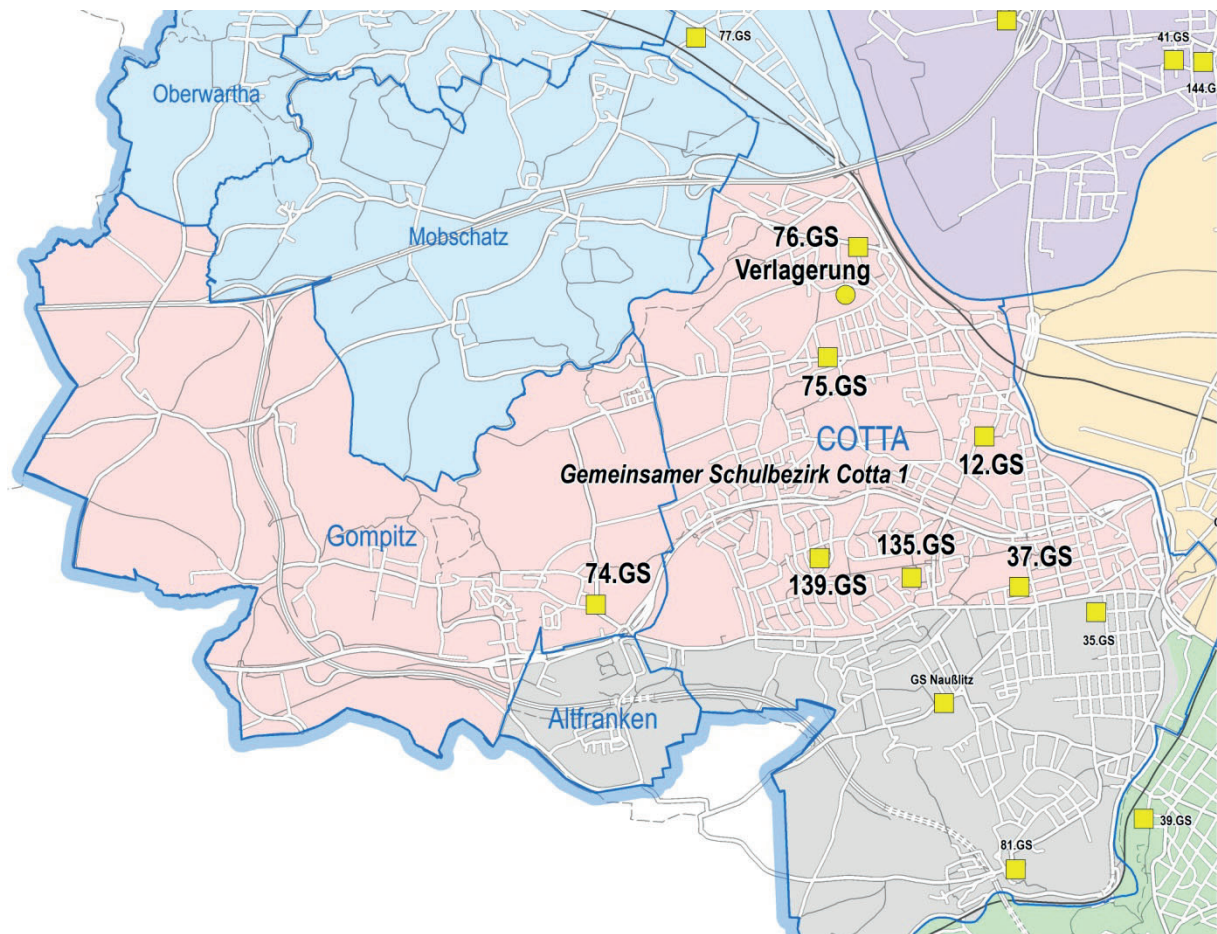 77.GS
41.GS
144.G
Oberwartha
Mobschatz
76.GS
Verlagerung
75.GS
COTTA
12.GS
Gemeinsamer Schulbezirk Cotta 1
Gompitz
135.GS
37.GS
74.GS
139.GS
35.GS
GS Naußlitz
Altfranken
39.GS
81.GS